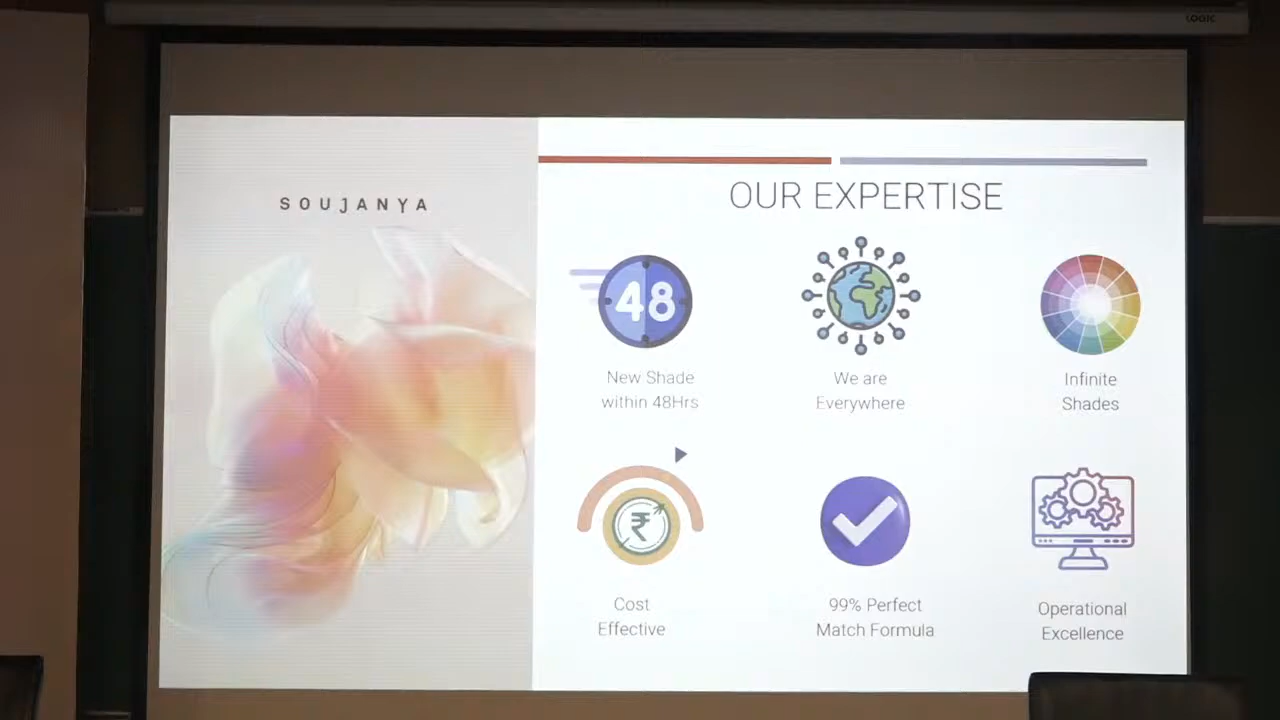 LOGIC
SOUJANYA
OUR EXPERTISE
48
New Shade
within 48Hrs
We are
Everywhere
Infinite
Shades
₹
Cost
Effective
99% Perfect
Match Formula
Operational
Excellence